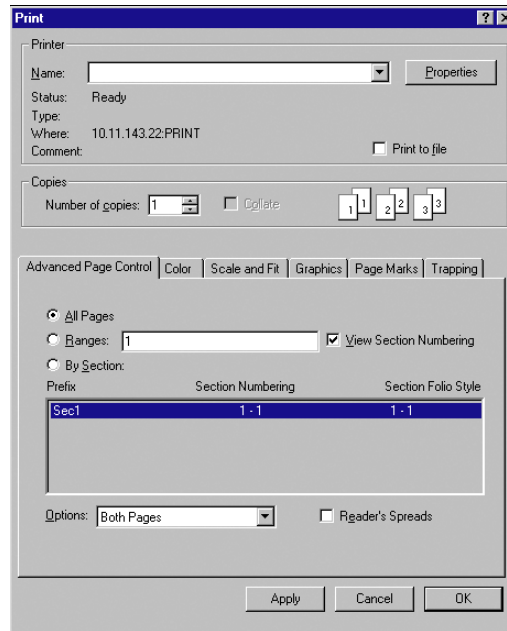 Print
Printer
Name:
Properties
Status: Ready
Type:
Where: 10.11.143.22:PRINT
Comment:
Print to file
Copies
Number of copies: 1
Collate
1 1 2 2 3 3
Advanced Page Control Color Scale and Fit Graphics Page Marks Trapping
All Pages
Ranges: 1 View Section Numbering
By Section:
Prefix Section Numbering Section Folio Style
Sec1 1 - 1 1 - 1
Options: Both Pages Reader's Spreads
Apply Cancel OK